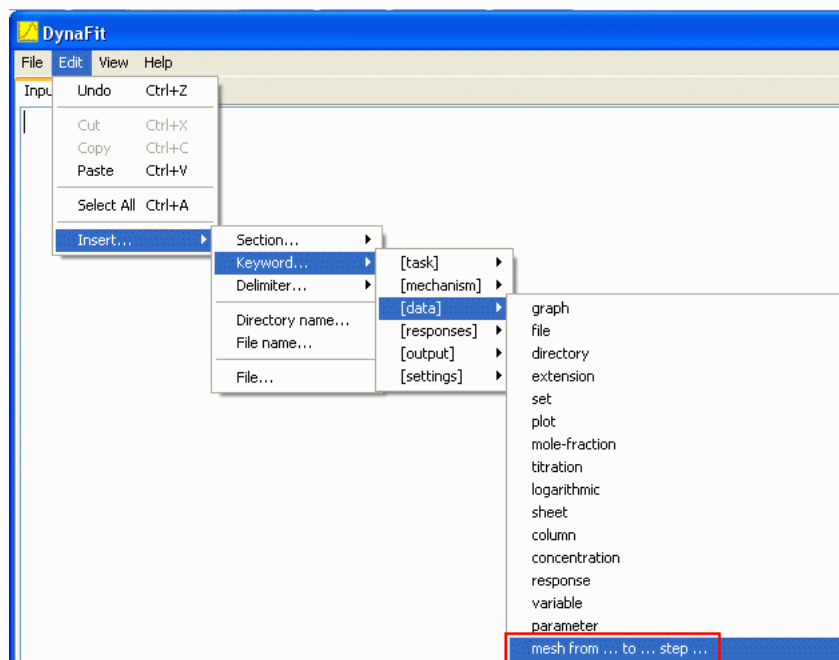 DynaFit
File Edit View Help
Inpu
Undo Ctrl+Z
Cut Ctrl+X
Copy Ctrl+C
Paste Ctrl+V
Select All Ctrl+A
Insert...
Section...
Keyword...
Delimiter...
Directory name...
File name...
File...
[task]
[mechanism]
[data]
[responses]
[output]
[settings]
graph
file
directory
extension
set
plot
mole-fraction
titration
logarithmic
sheet
column
concentration
response
variable
parameter
mesh from ... to ... step ...